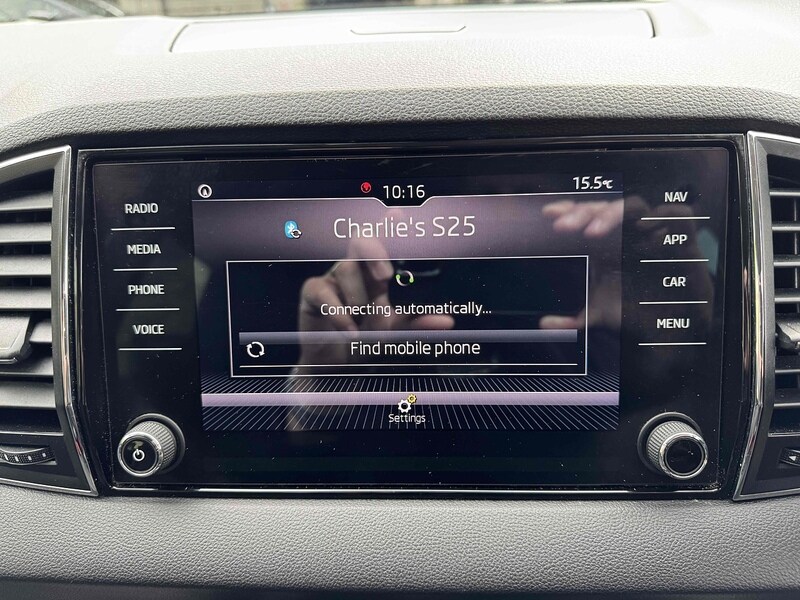 10:16
15.5°C
RADIO
MEDIA
PHONE
VOICE
Charlie's S25
Connecting automatically...
Find mobile phone
Settings
NAV
APP
CAR
MENU